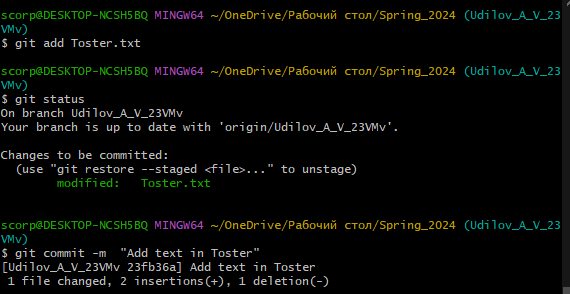 scorp@DESKTOP-NCSH5BQ MINGW64 ~/OneDrive/Рабочий стол/Spring_2024 (Udilov_A_V_23
VMv)
$ git add Toster.txt
scorp@DESKTOP-NCSH5BQ MINGW64 ~/OneDrive/Рабочий стол/Spring_2024 (Udilov_A_V_23
VMv)
$ git status
On branch Udilov_A_V_23VMv
Your branch is up to date with 'origin/Udilov_A_V_23VMv'.
Changes to be committed:
  (use "git restore --staged <file>..." to unstage)
        modified:   Toster.txt
scorp@DESKTOP-NCSH5BQ MINGW64 ~/OneDrive/Рабочий стол/Spring_2024 (Udilov_A_V_23
VMv)
$ git commit -m  "Add text in Toster"
[Udilov_A_V_23VMv 23fb36a] Add text in Toster
 1 file changed, 2 insertions(+), 1 deletion(-)